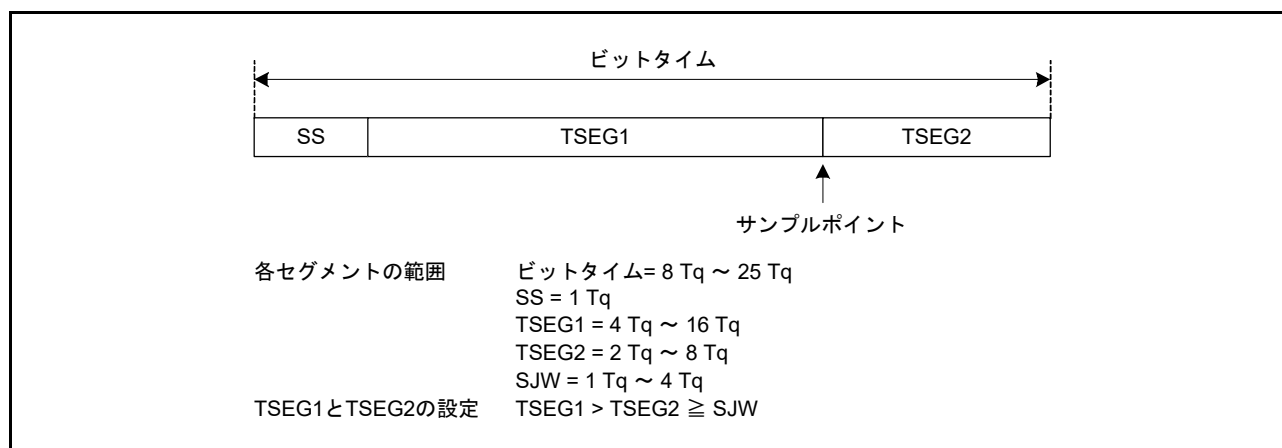 ビットタイム
SS TSEG1 TSEG2
サンプルポイント
各セグメントの範囲 ビットタイム= 8 Tq ～ 25 Tq
SS = 1 Tq
TSEG1 = 4 Tq ～ 16 Tq
TSEG2 = 2 Tq ～ 8 Tq
SJW = 1 Tq ～ 4 Tq
TSEG1とTSEG2の設定 TSEG1 > TSEG2 ≧ SJW